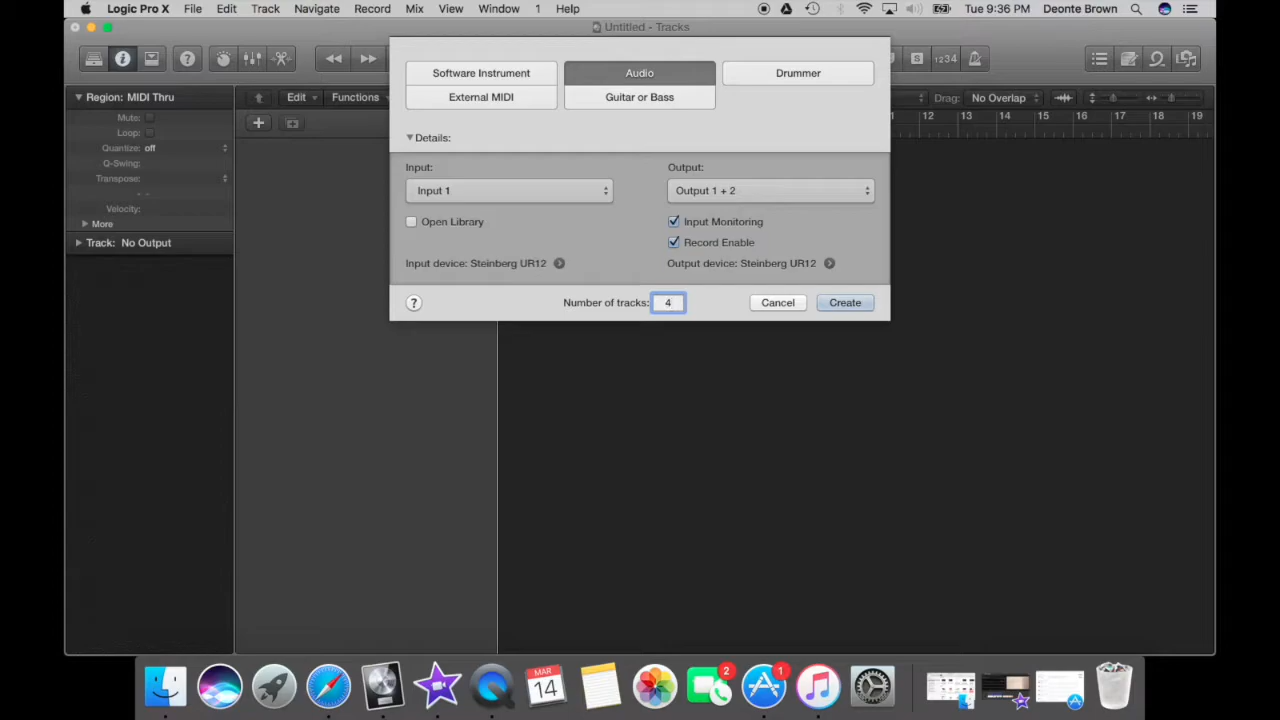 Logic Pro X File Edit Track Navigate Record Mix View Window 1 Help Tue 9:36 PM Deonte Brown
Untitled - Tracks
1234
Region: MIDI Thru
Edit Functions
Drag: No Overlap
Mute:
Loop:
Quantize: off
Q-Swing:
Transpose:
- -
Velocity:
More
Track: No Output
12 13 14 15 16 17 18 19
Software Instrument Audio Drummer
External MIDI Guitar or Bass
Details:
Input: Output:
Input 1 Output 1 + 2
Open Library Input Monitoring
Record Enable
Input device: Steinberg UR12 Output device: Steinberg UR12
? Number of tracks: 4 Cancel Create
MAR
14
2
1